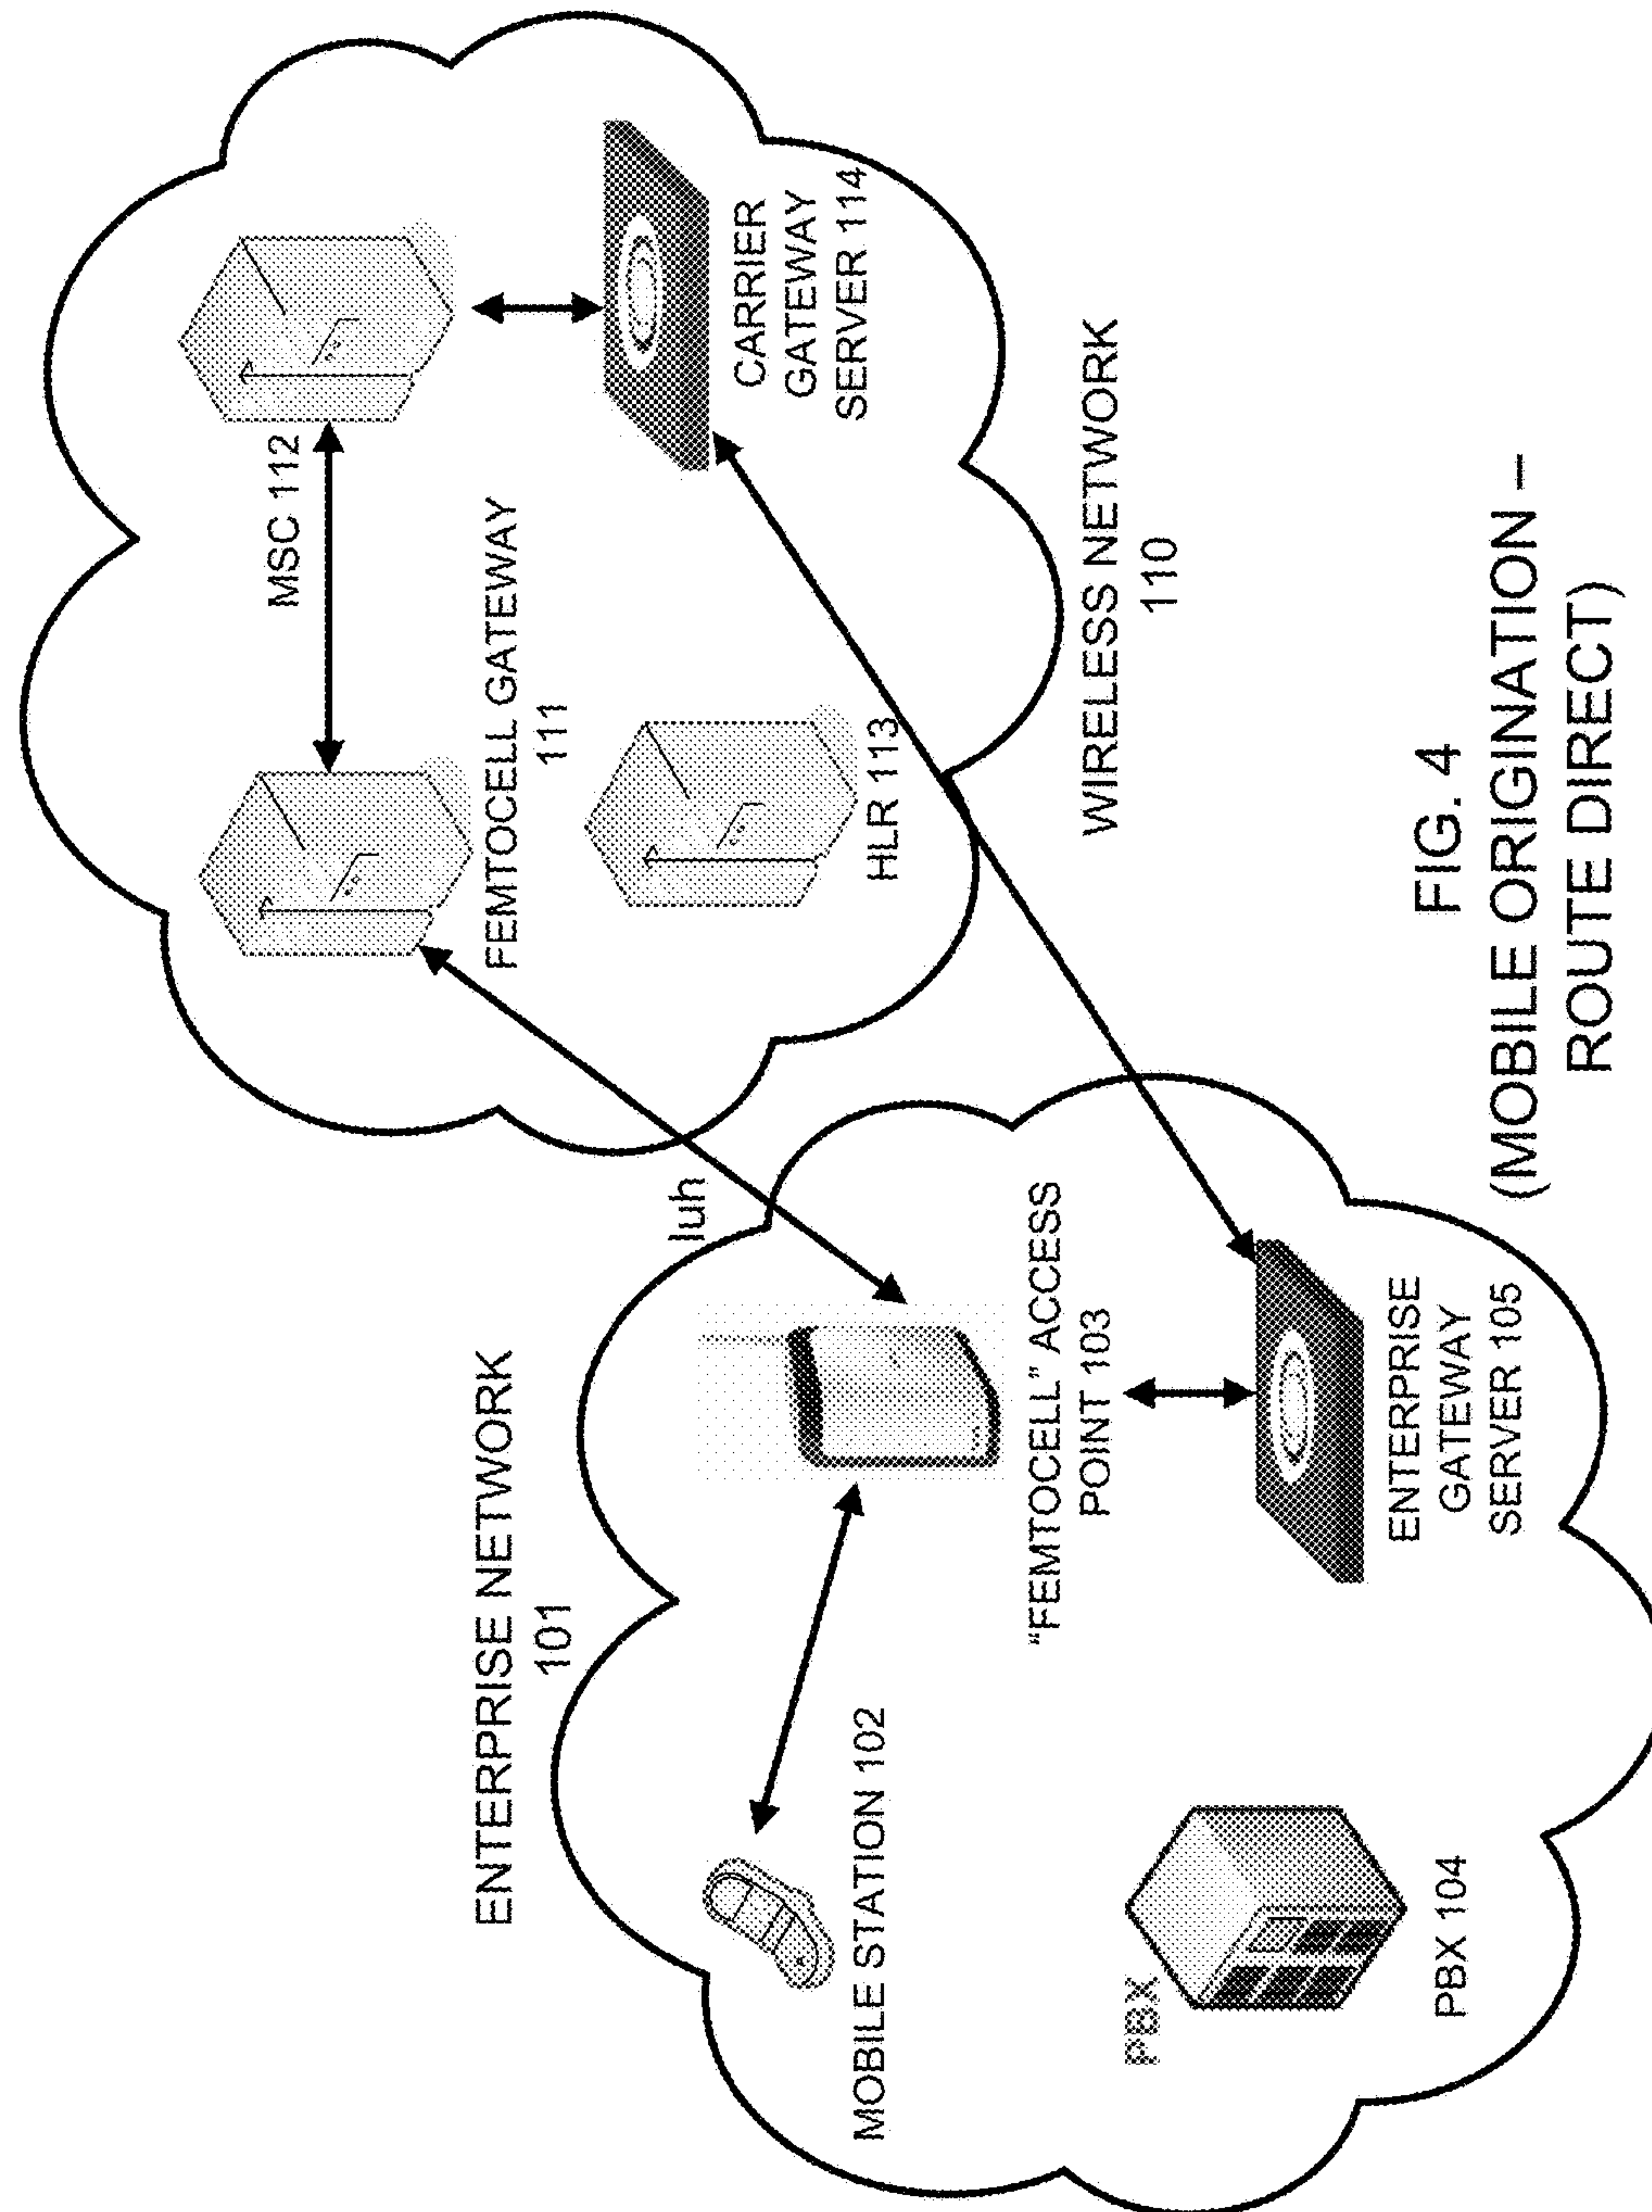 ENTERPRISE NETWORK
101
MOBILE STATION 102
PBX
PBX 104
"FEMTOCELL" ACCESS
POINT 103
ENTERPRISE
GATEWAY
SERVER 105
Iuh
MSC 112
FEMTOCELL GATEWAY
111
HLR 113
CARRIER
GATEWAY
SERVER 114
WIRELESS NETWORK
110
FIG. 4
(MOBILE ORIGINATION –
ROUTE DIRECT)